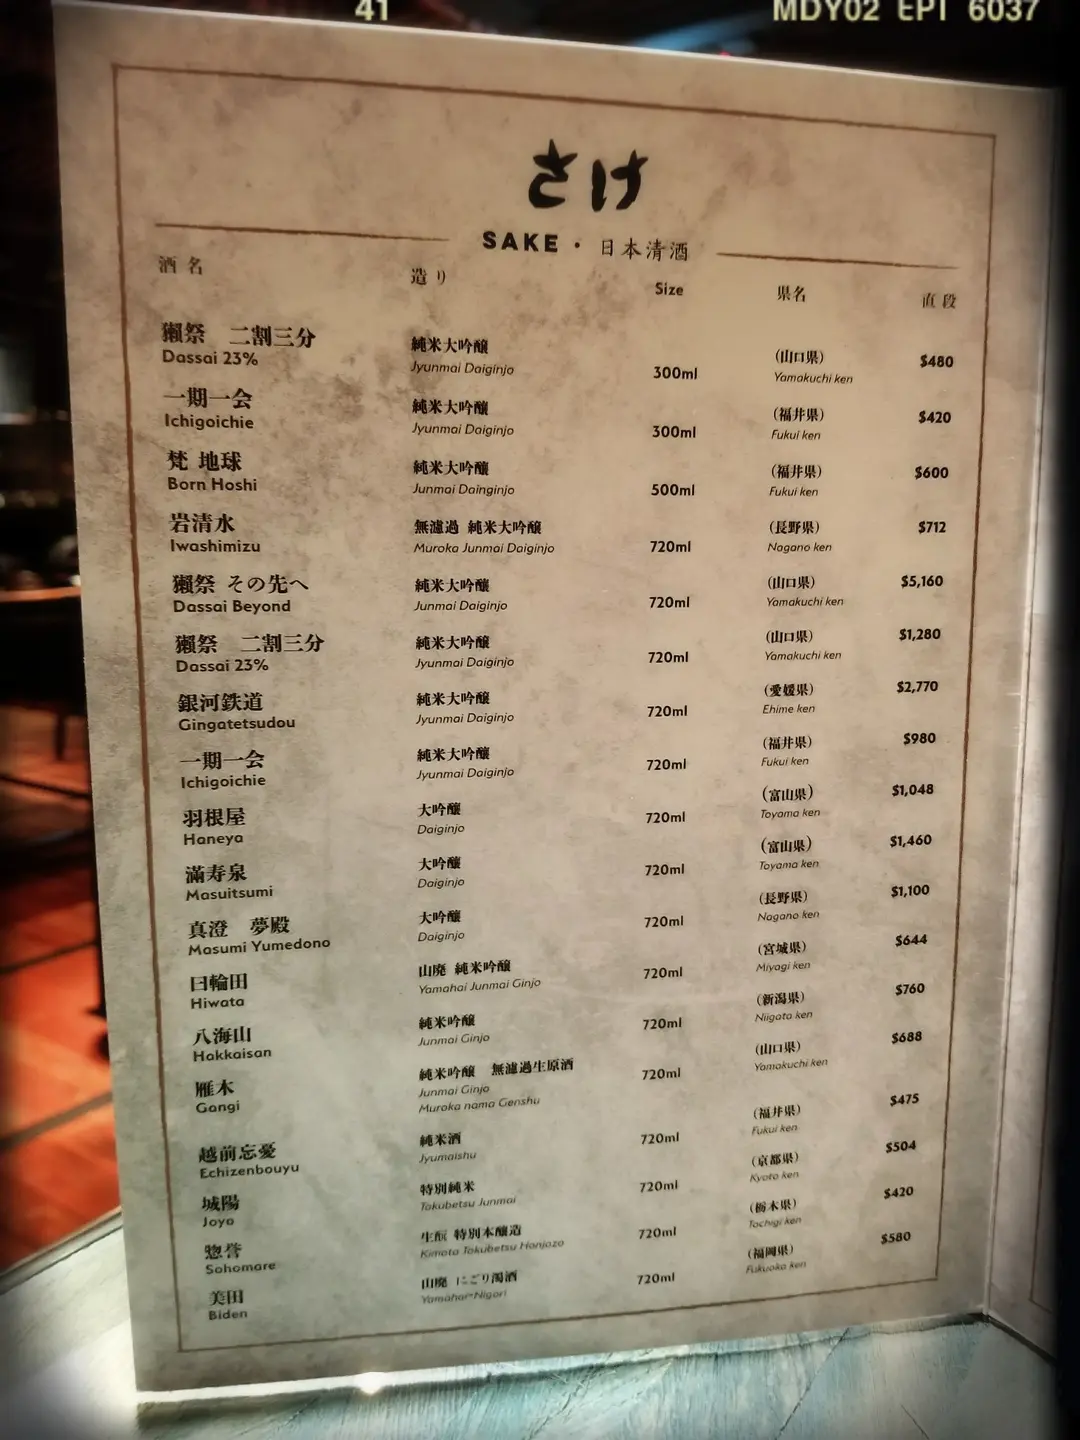 41
MDY02 EPI 6037
さけ
SAKE・日本清酒
酒名 造り Size 県名 直段
獺祭 二割三分 純米大吟醸 (山口県)
Dassai 23% Jyunmai Daiginjo 300ml Yamakuchi ken $480
一期一会 純米大吟醸 (福井県)
Ichigoichie Jyunmai Daiginjo 300ml Fukui ken $420
梵 地球 純米大吟醸 (福井県)
Born Hoshi Junmai Dainginjo 500ml Fukui ken $600
岩清水 無濾過 純米大吟醸 (長野県)
Iwashimizu Muroka Junmai Daiginjo 720ml Nagano ken $712
獺祭 その先へ 純米大吟醸 (山口県)
Dassai Beyond Junmai Daiginjo 720ml Yamakuchi ken $5,160
獺祭 二割三分 純米大吟醸 (山口県)
Dassai 23% Jyunmai Daiginjo 720ml Yamakuchi ken $1,280
銀河鉄道 純米大吟醸 (愛媛県)
Gingatetsudou Jyunmai Daiginjo 720ml Ehime ken $2,770
一期一会 純米大吟醸 (福井県)
Ichigoichie Jyunmai Daiginjo 720ml Fukui ken $980
羽根屋 大吟醸 (富山県)
Haneya Daiginjo 720ml Toyama ken $1,048
滿寿泉 大吟醸 (富山県)
Masuitsumi Daiginjo 720ml Toyama ken $1,460
真澄 夢殿 大吟醸 (長野県)
Masumi Yumedono Daiginjo 720ml Nagano ken $1,100
日輪田 山廃 純米吟醸 (宮城県)
Hiwata Yamahai Junmai Ginjo 720ml Miyagi ken $644
八海山 純米吟醸 (新潟県)
Hakkaisan Junmai Ginjo 720ml Niigata ken $760
雁木 純米吟醸 無濾過生原酒 (山口県)
Gangi Junmai Ginjo 720ml Yamakuchi ken $688
Muroka nama Genshu
越前忘憂 純米酒 (福井県)
Echizenbouyu Jyumaishu 720ml Fukui ken $475
城陽 特別純米 (京都県)
Joyo Tokubetsu Junmai 720ml Kyoto ken $504
惣誉 生酛 特別本醸造 (栃木県)
Sohomare Kimoto Tokubetsu Honjozo 720ml Tochigi ken $420
美田 山廃 にごり濁酒 (福岡県)
Biden Yamahai Nigori 720ml Fukuoka ken $580